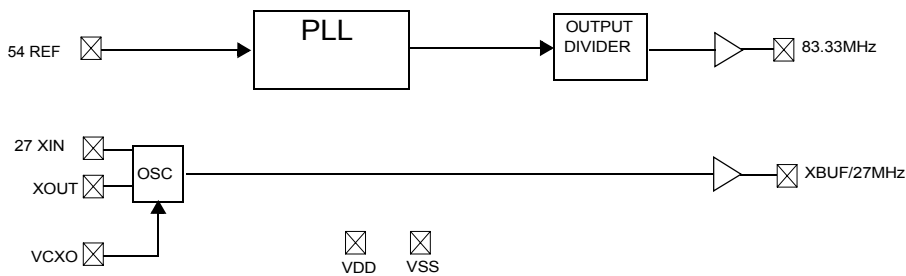 54 REF
PLL
OUTPUT
DIVIDER
83.33MHz
27 XIN
XOUT
OSC
XBUF/27MHz
VCXO
VDD
VSS